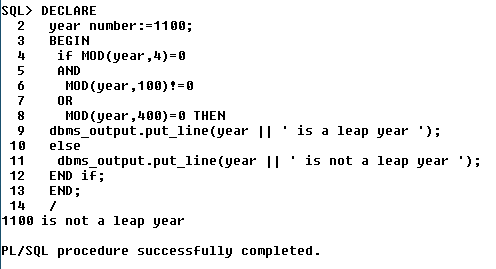 SQL> DECLARE
2 year number:=1100;
3 BEGIN
4 if MOD(year,4)=0
5 AND
6 MOD(year,100)!=0
7 OR
8 MOD(year,400)=0 THEN
9 dbms_output.put_line(year || ' is a leap year ');
10 else
11 dbms_output.put_line(year || ' is not a leap year ');
12 END if;
13 END;
14 /
1100 is not a leap year
PL/SQL procedure successfully completed.